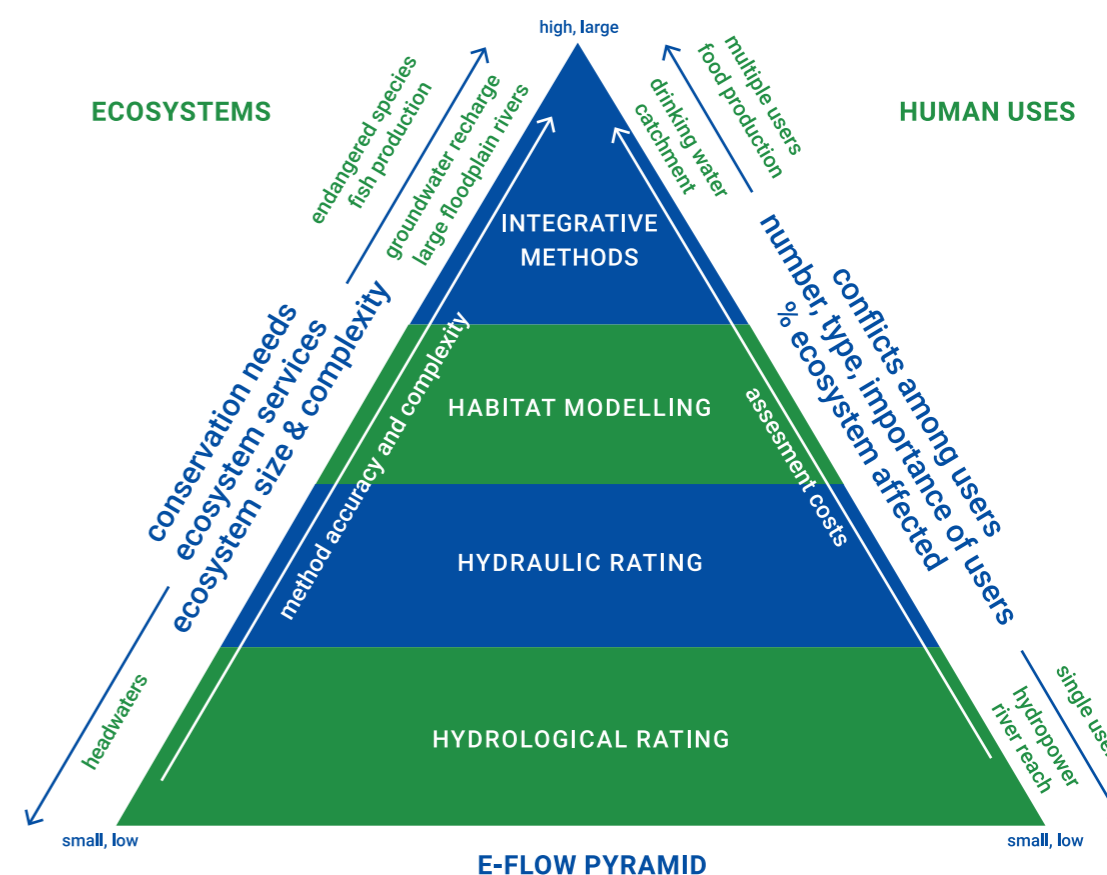 high, large
ECOSYSTEMS
HUMAN USES
endangered species
fish production
groundwater recharge
large floodplain rivers
multiple users
food production
drinking water
catchment
INTEGRATIVE
METHODS
conservation needs
ecosystem services
ecosystem size & complexity
method accuracy and complexity
HABITAT MODELLING
assesment costs
conflicts among users
number, type, importance of users
% ecosystem affected
HYDRAULIC RATING
headwaters
HYDROLOGICAL RATING
single user
hydropower
river reach
small, low
small, low
E-FLOW PYRAMID